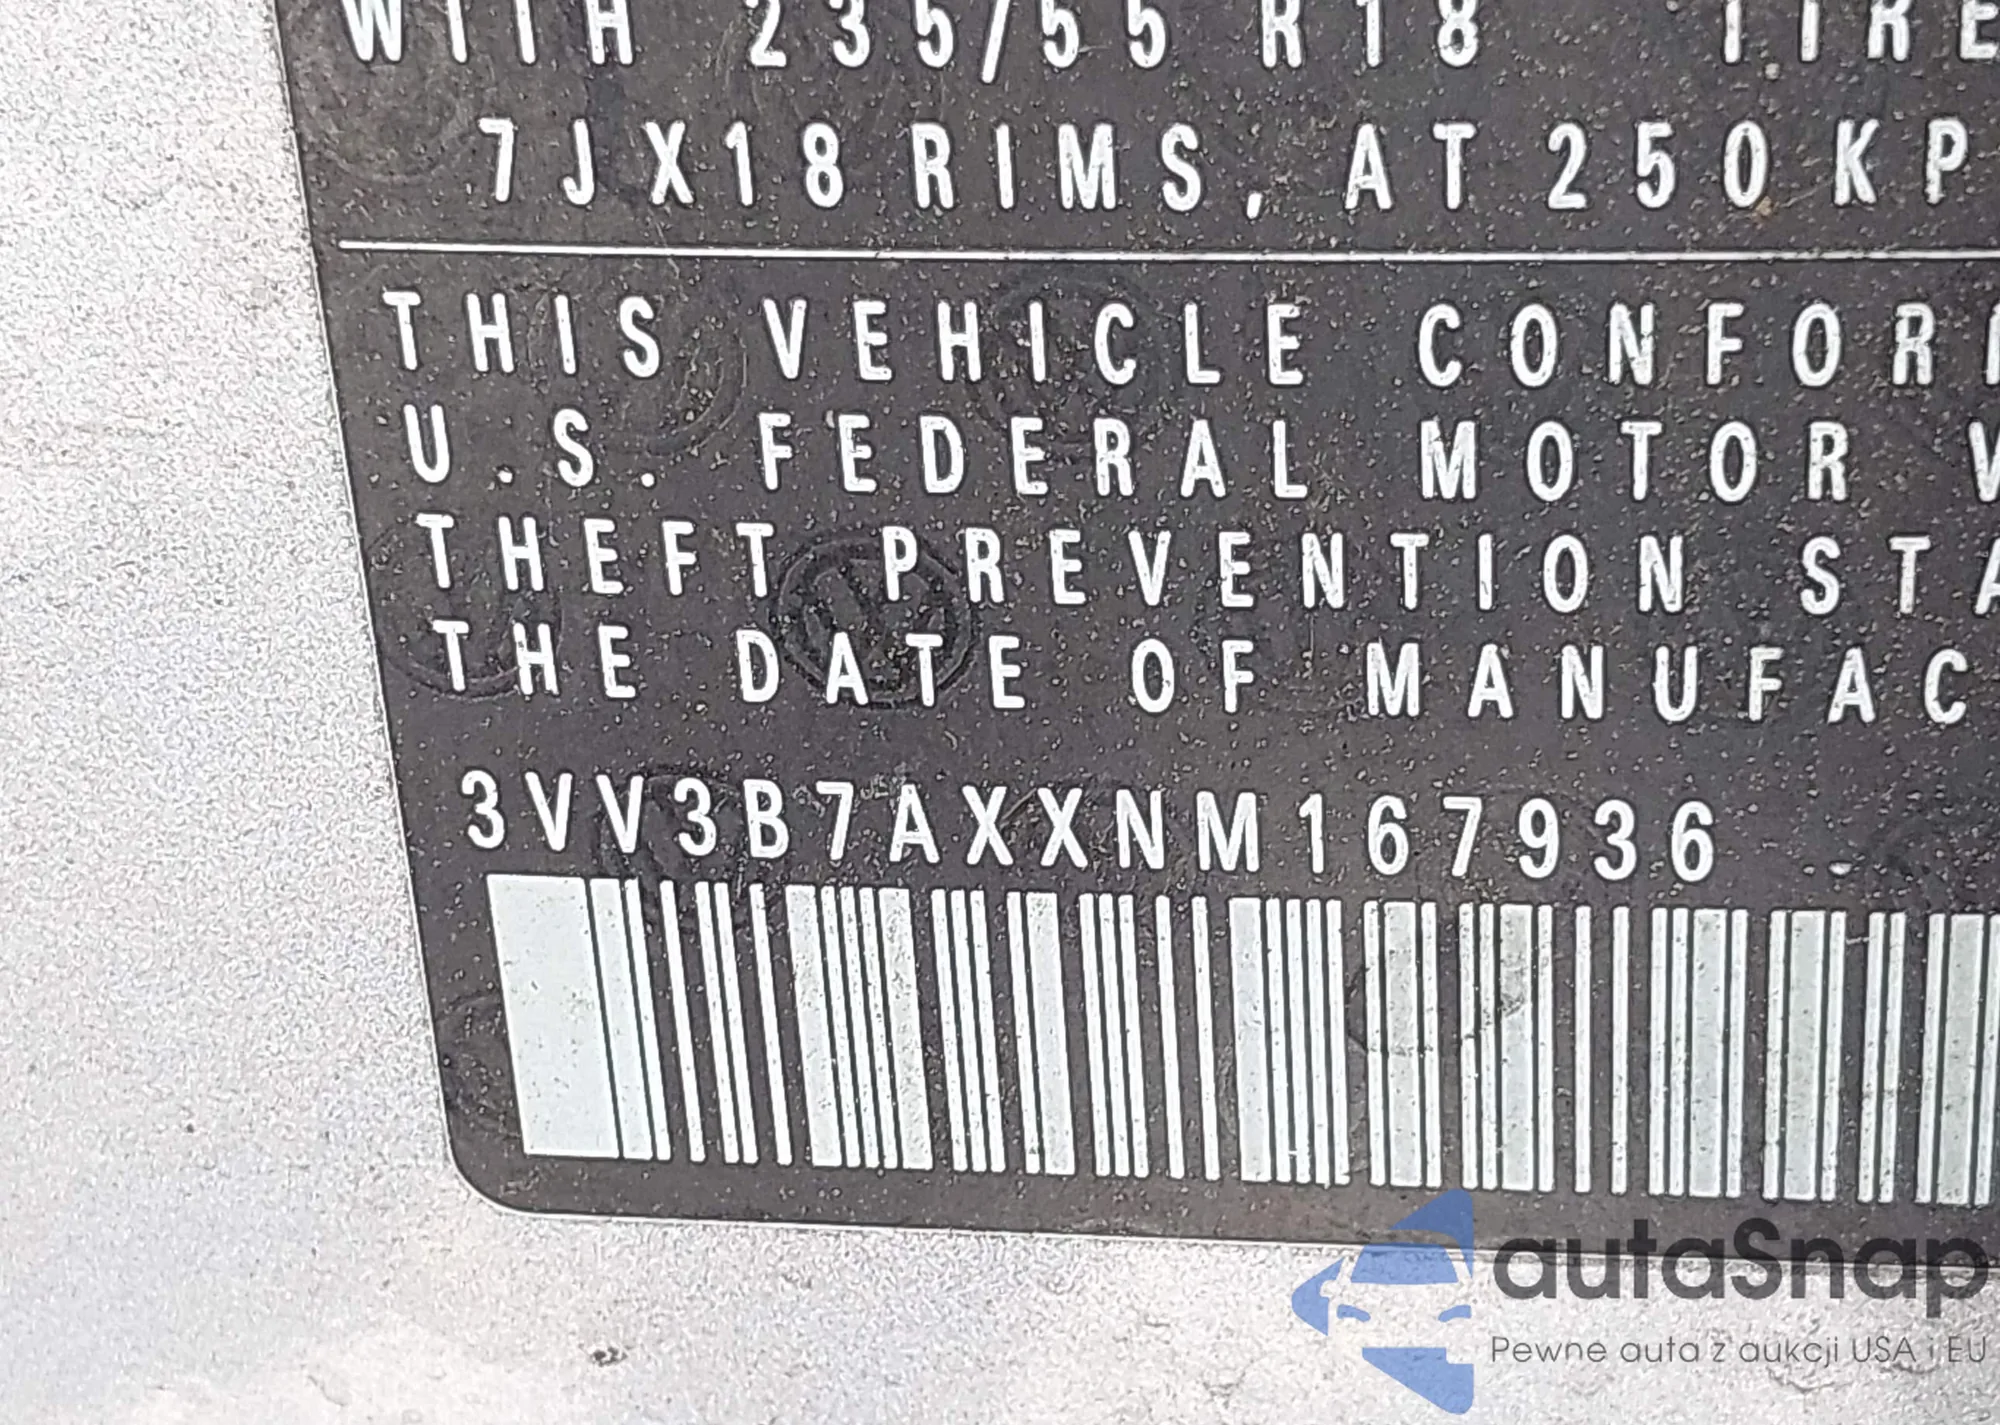 WITH 235/55 R18 TIRE
7JX18 RIMS, AT 250 KP
THIS VEHICLE CONFOR
U.S. FEDERAL MOTOR V
THEFT PREVENTION STA
THE DATE OF MANUFAC
3VV3B7AXXNM167936
autaSnap
Pewne auta z aukcji USA i EU